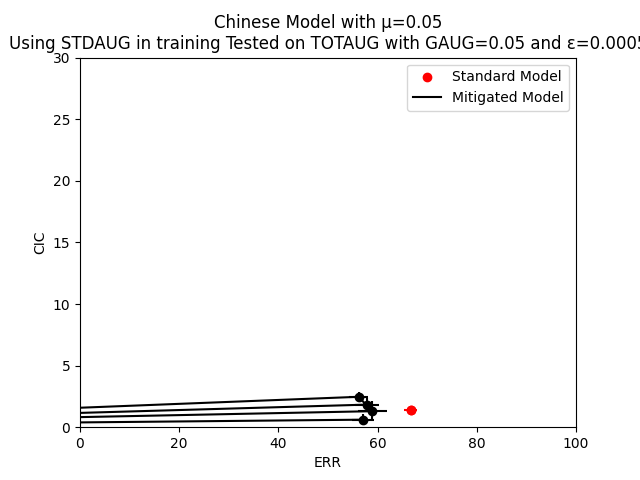 Chinese Model with μ=0.05
Using STDAUG in training Tested on TOTAUG with GAUG=0.05 and ε=0.0005
Standard Model
Mitigated Model
30
25
20
15
10
5
0
CIC
0 20 40 60 80 100
ERR